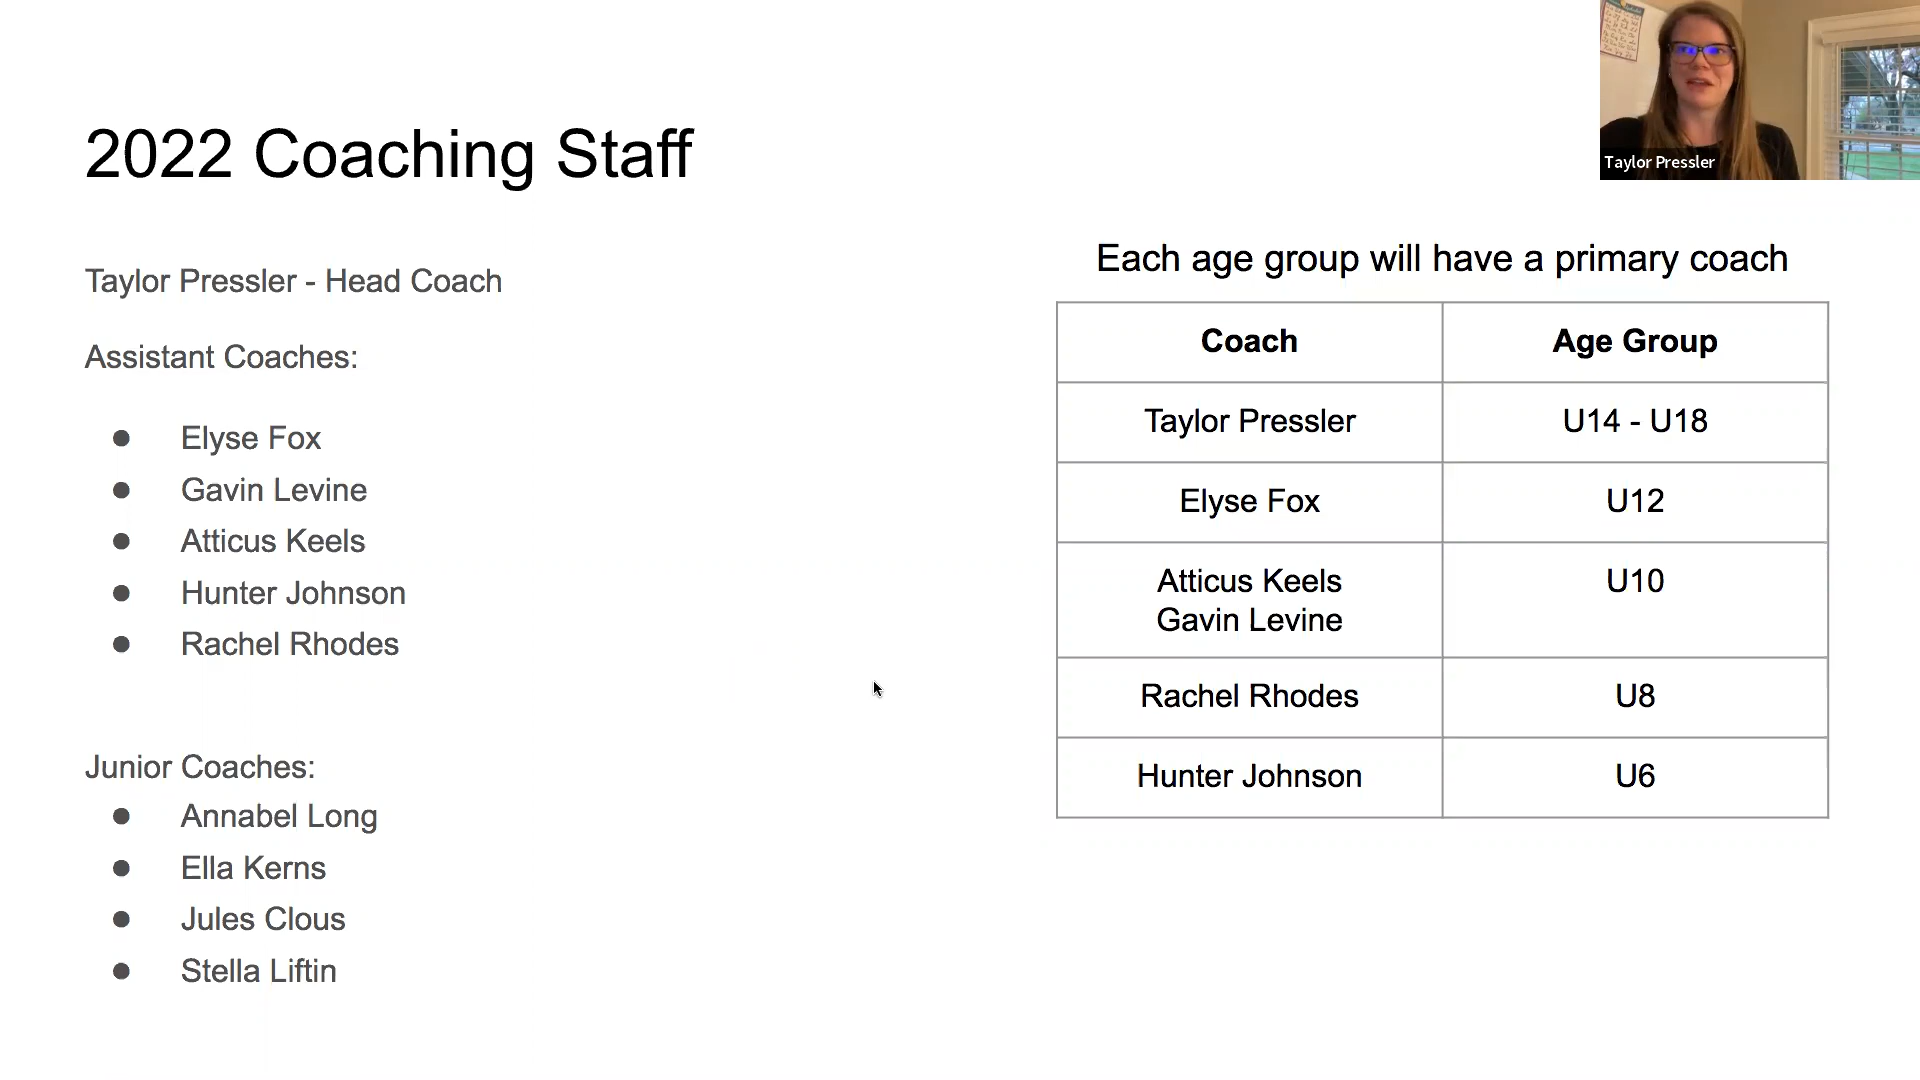 2022 Coaching Staff
Taylor Pressler - Head Coach
Assistant Coaches:
● Elyse Fox
● Gavin Levine
● Atticus Keels
● Hunter Johnson
● Rachel Rhodes
Junior Coaches:
● Annabel Long
● Ella Kerns
● Jules Clous
● Stella Liftin
Taylor Pressler
Each age group will have a primary coach
Coach Age Group
Taylor Pressler U14 - U18
Elyse Fox U12
Atticus Keels U10
Gavin Levine
Rachel Rhodes U8
Hunter Johnson U6